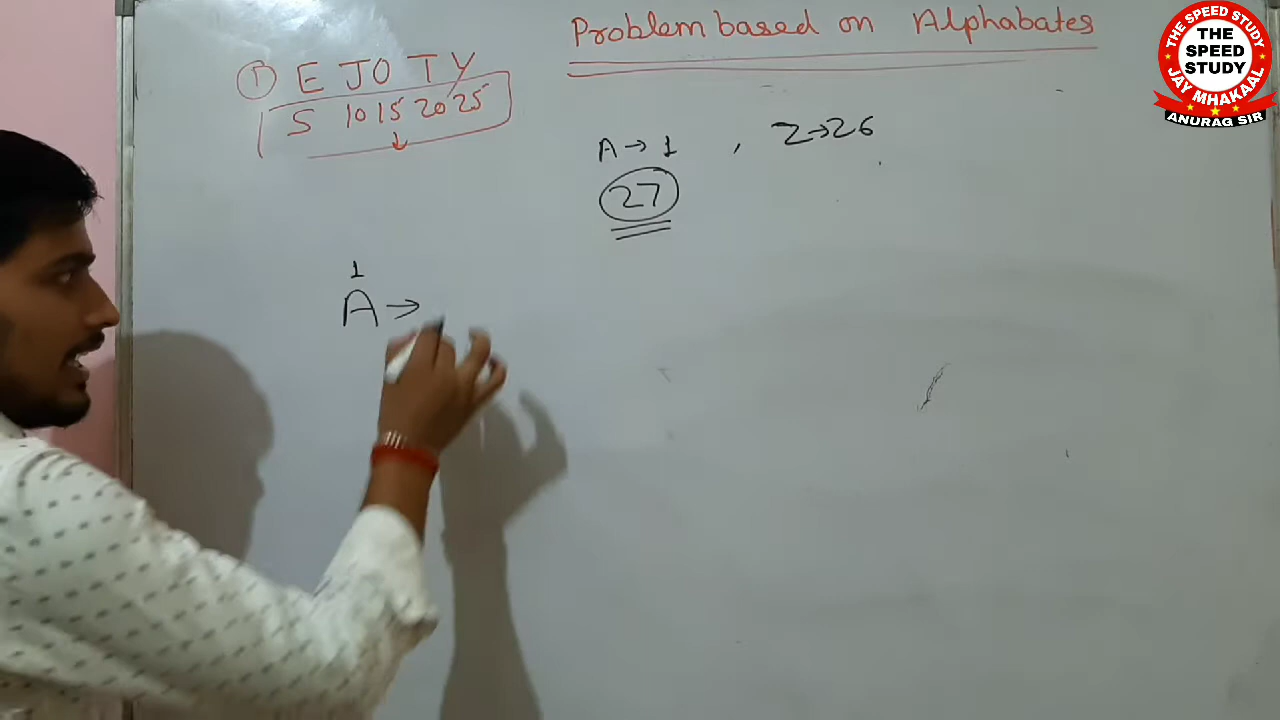 Problem based on Alphabates
① E J O T Y
5 10 15 20 25
↓
A → 1 , Z → 26
27
1
A →
THE SPEED STUDY
THE
SPEED
STUDY
JAY MHAKAAL
ANURAG SIR